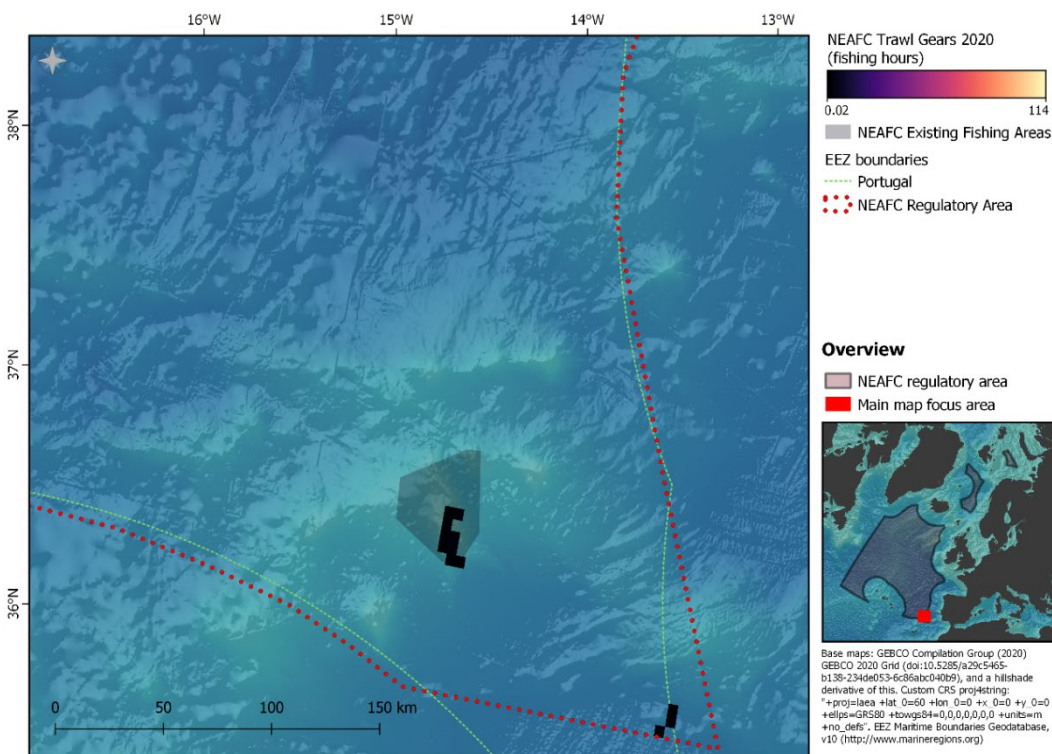 16°W 15°W 14°W 13°W
38°N
37°N
36°N
0 50 100 150 km
NEAFC Trawl Gears 2020
(fishing hours)
0.02 114
NEAFC Existing Fishing Areas
EEZ boundaries
Portugal
NEAFC Regulatory Area
Overview
NEAFC regulatory area
Main map focus area
Base maps: GEBCO Compilation Group (2020)
GEBCO 2020 Grid (doi:10.5285/a29c5465-
b138-234de053-6c86abc040b9), and a hillshade
derivative of this. Custom CRS proj4string:
"+proj=laea +lat_0=60 +lon_0=0 +x_0=0 +y_0=0
+ellps=GRS80 +towgs84=0,0,0,0,0,0,0 +units=m
+no_defs". EEZ Maritime Boundaries Geodatabase,
v10 (http://www.marineregions.org)